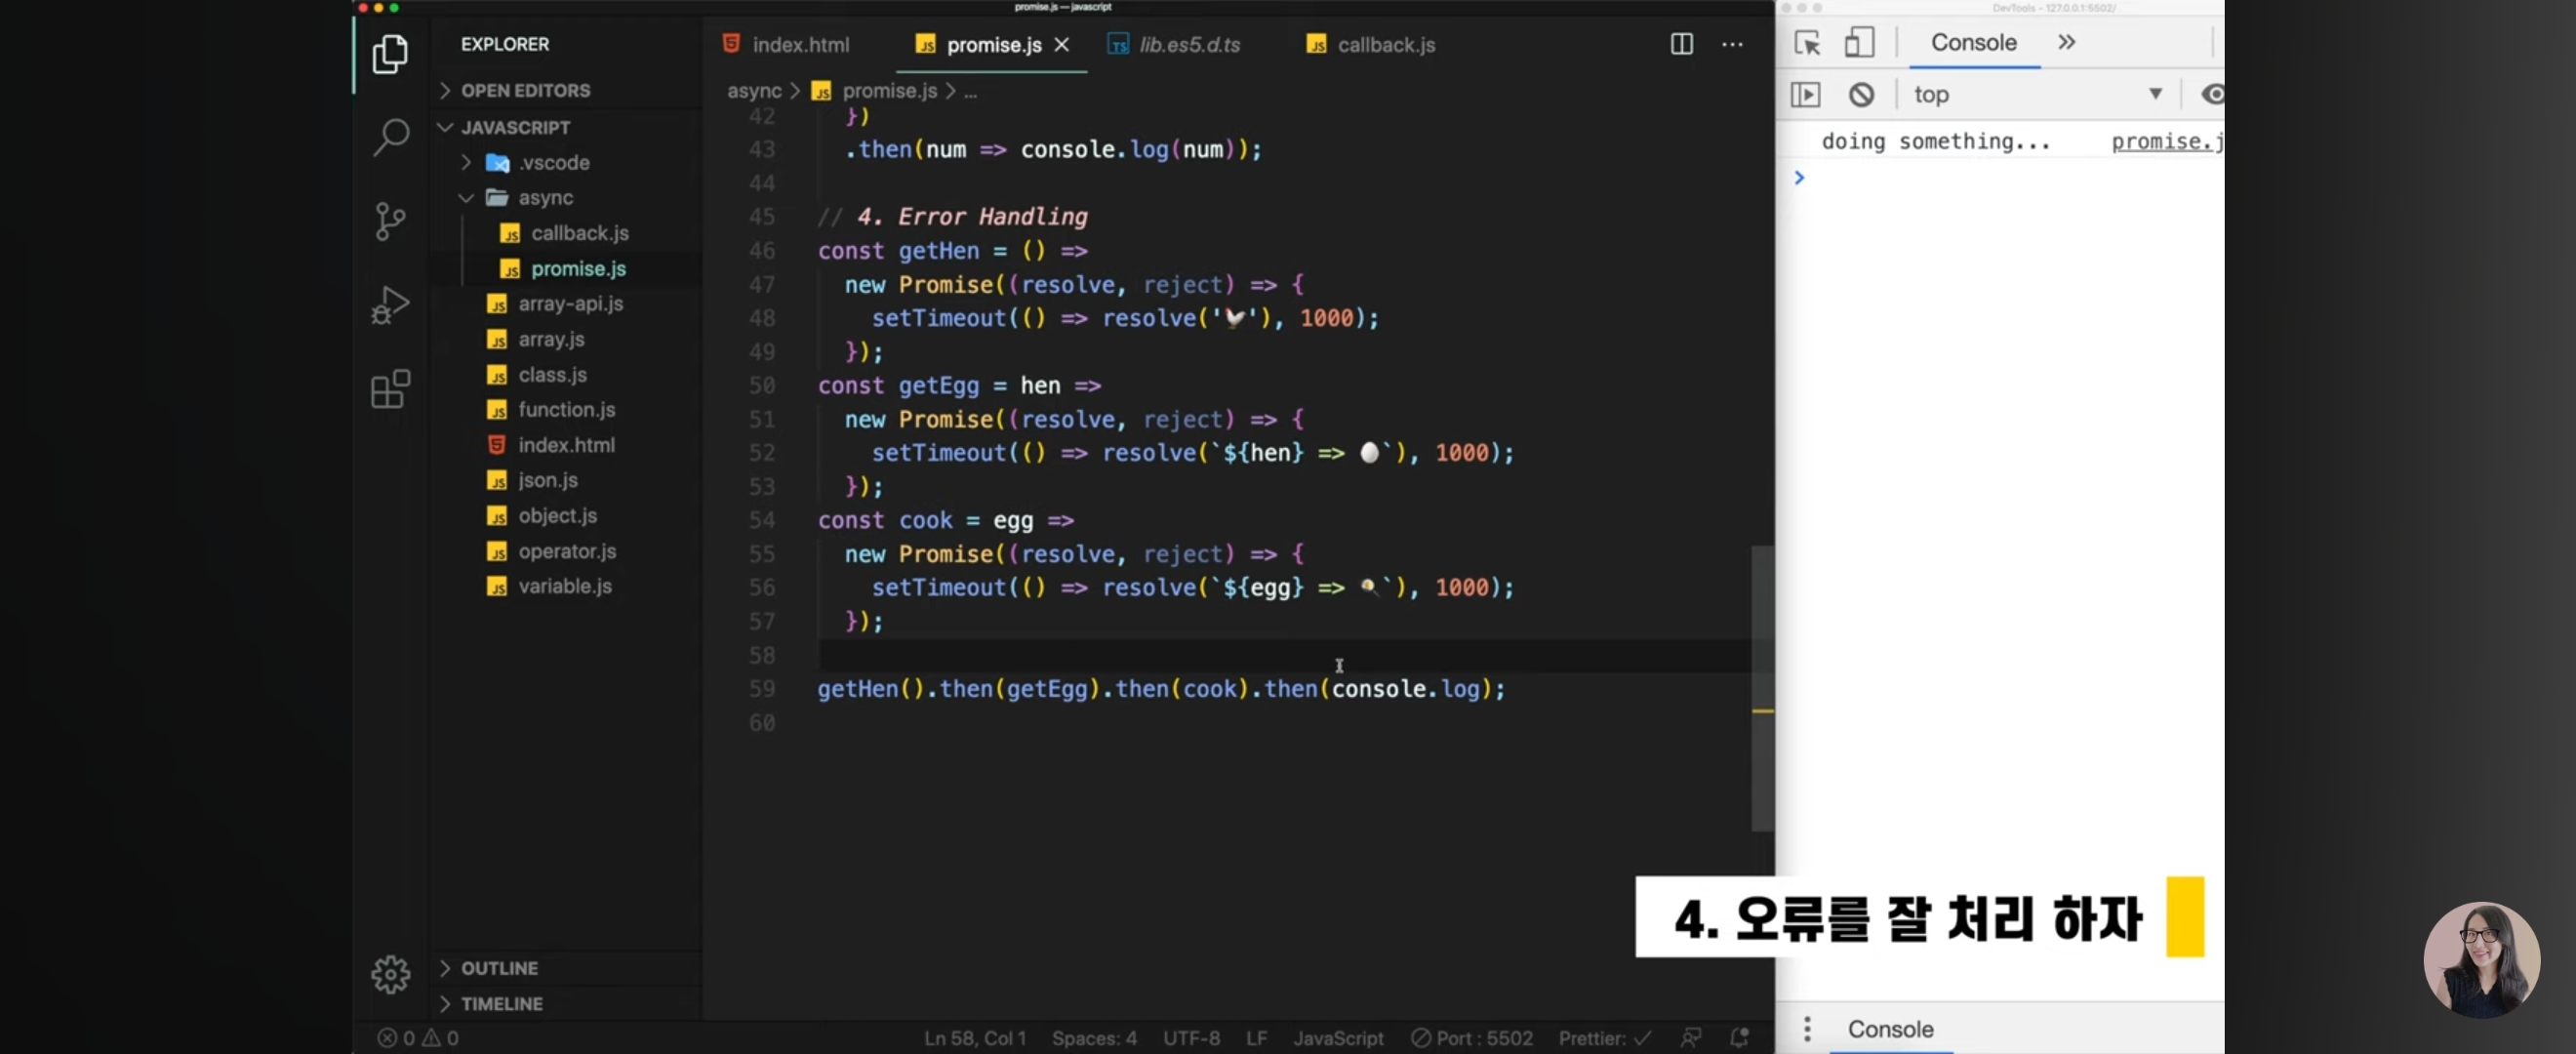 promise.js — javascript
EXPLORER
OPEN EDITORS
JAVASCRIPT
.vscode
async
callback.js
promise.js
array-api.js
array.js
class.js
function.js
index.html
json.js
object.js
operator.js
variable.js
OUTLINE
TIMELINE
index.html
promise.js
lib.es5.d.ts
callback.js
async > promise.js > ...
42 })
43 .then(num => console.log(num));
44
45 // 4. Error Handling
46 const getHen = () =>
47 new Promise((resolve, reject) => {
48 setTimeout(() => resolve('🐓'), 1000);
49 });
50 const getEgg = hen =>
51 new Promise((resolve, reject) => {
52 setTimeout(() => resolve(`${hen} => 🥚`), 1000);
53 });
54 const cook = egg =>
55 new Promise((resolve, reject) => {
56 setTimeout(() => resolve(`${egg} => 🍳`), 1000);
57 });
58
59 getHen().then(getEgg).then(cook).then(console.log);
60
0 0
Ln 58, Col 1 Spaces: 4 UTF-8 LF JavaScript Port : 5502 Prettier: ✓
DevTools - 127.0.0.1:5502/
Console
top
doing something... promise.j
4. 오류를 잘 처리 하자
Console